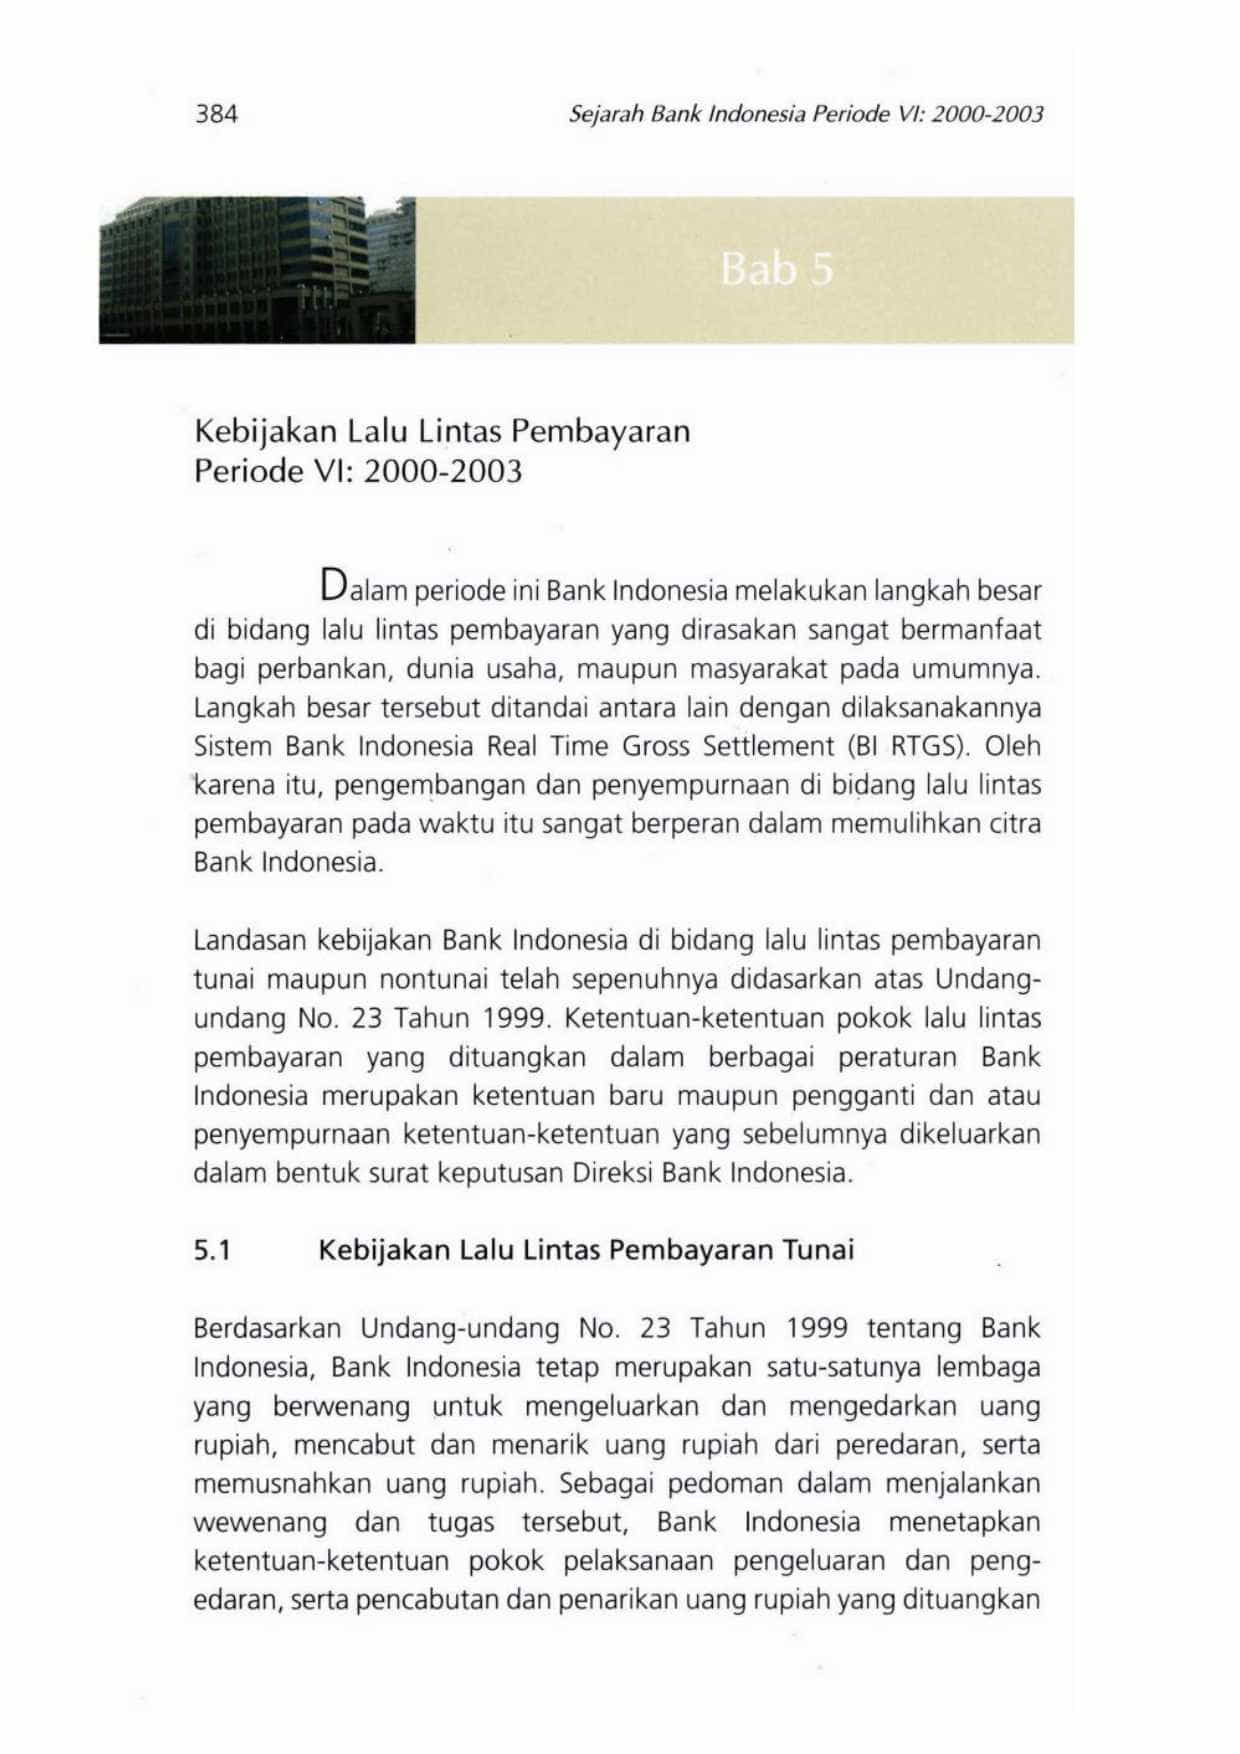 384
Sejarah Bank Indonesia Periode VI: 2000-2003
Bab 5
Kebijakan Lalu Lintas Pembayaran
Periode VI: 2000-2003
Dalam periode ini Bank Indonesia melakukan langkah besar
di bidang lalu lintas pembayaran yang dirasakan sangat bermanfaat
bagi perbankan, dunia usaha, maupun masyarakat pada umumnya.
Langkah besar tersebut ditandai antara lain dengan dilaksanakannya
Sistem Bank Indonesia Real Time Gross Settlement (BI RTGS). Oleh
karena itu, pengembangan dan penyempurnaan di bidang lalu lintas
pembayaran pada waktu itu sangat berperan dalam memulihkan citra
Bank Indonesia.
Landasan kebijakan Bank Indonesia di bidang lalu lintas pembayaran
tunai maupun nontunai telah sepenuhnya didasarkan atas Undang-
undang No. 23 Tahun 1999. Ketentuan-ketentuan pokok lalu lintas
pembayaran yang dituangkan dalam berbagai peraturan Bank
Indonesia merupakan ketentuan baru maupun pengganti dan atau
penyempurnaan ketentuan-ketentuan yang sebelumnya dikeluarkan
dalam bentuk surat keputusan Direksi Bank Indonesia.
5.1 Kebijakan Lalu Lintas Pembayaran Tunai
Berdasarkan Undang-undang No. 23 Tahun 1999 tentang Bank
Indonesia, Bank Indonesia tetap merupakan satu-satunya lembaga
yang berwenang untuk mengeluarkan dan mengedarkan uang
rupiah, mencabut dan menarik uang rupiah dari peredaran, serta
memusnahkan uang rupiah. Sebagai pedoman dalam menjalankan
wewenang dan tugas tersebut, Bank Indonesia menetapkan
ketentuan-ketentuan pokok pelaksanaan pengeluaran dan peng-
edaran, serta pencabutan dan penarikan uang rupiah yang dituangkan